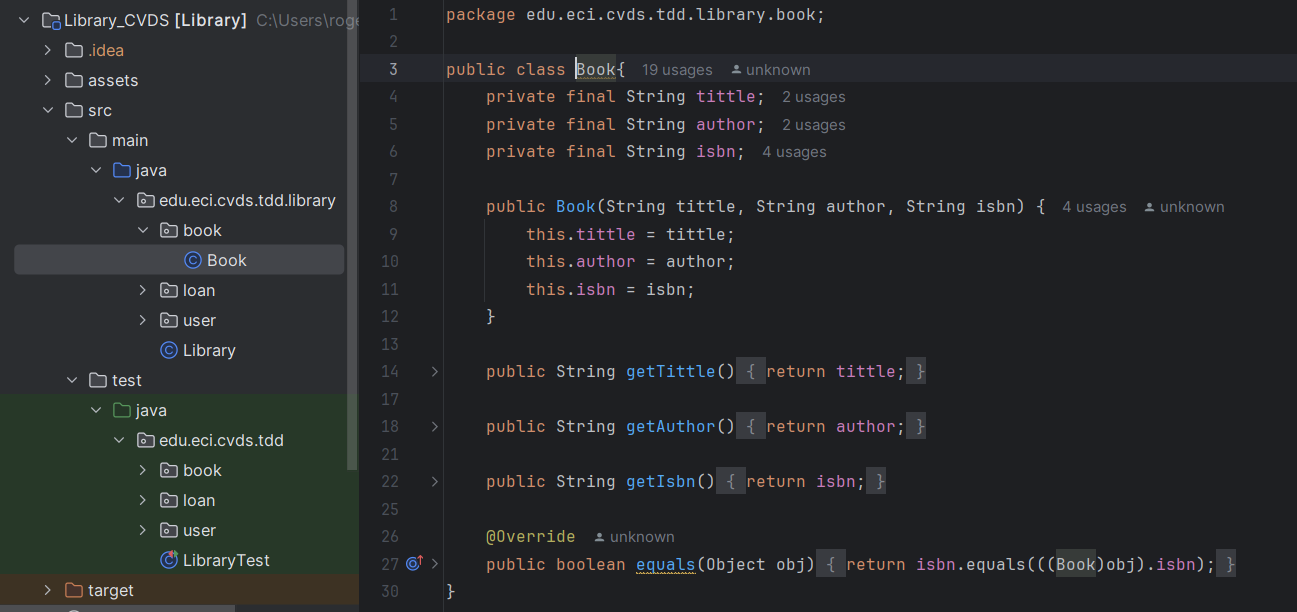 Library_CVDS [Library] C:\Users\roge
.idea
assets
src
main
java
edu.eci.cvds.tdd.library
book
Book
loan
user
Library
test
java
edu.eci.cvds.tdd
book
loan
user
LibraryTest
target
1 package edu.eci.cvds.tdd.library.book;
2
3 public class Book{ 19 usages unknown
4 private final String tittle; 2 usages
5 private final String author; 2 usages
6 private final String isbn; 4 usages
7
8 public Book(String tittle, String author, String isbn) { 4 usages unknown
9 this.tittle = tittle;
10 this.author = author;
11 this.isbn = isbn;
12 }
13
14 public String getTittle() { return tittle; }
17
18 public String getAuthor() { return author; }
21
22 public String getIsbn() { return isbn; }
25
26 @Override unknown
27 public boolean equals(Object obj) { return isbn.equals(((Book)obj).isbn); }
30 }